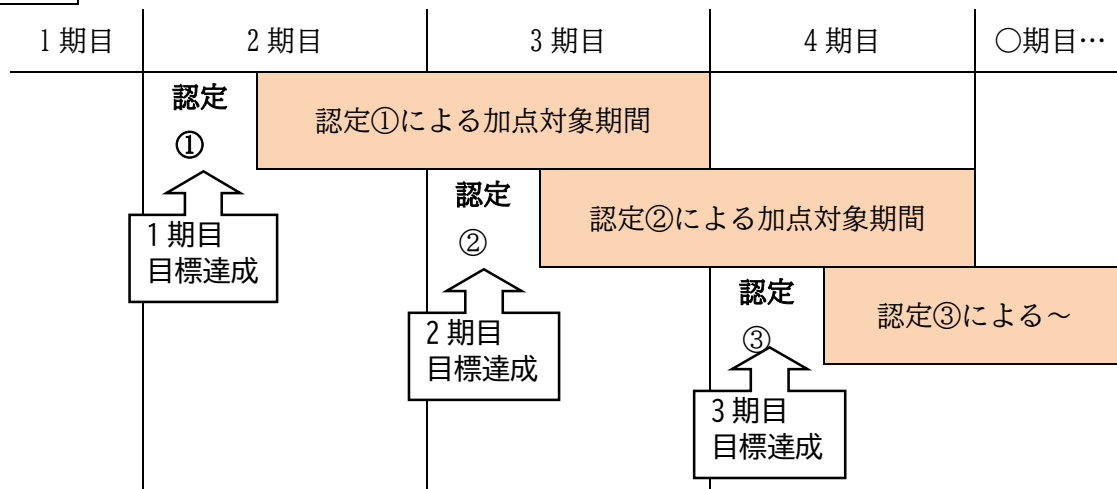 1期目
2期目
3期目
4期目
○期目…
認定
①
認定①による加点対象期間
1期目
目標達成
認定
②
認定②による加点対象期間
2期目
目標達成
認定
③
認定③による～
3期目
目標達成